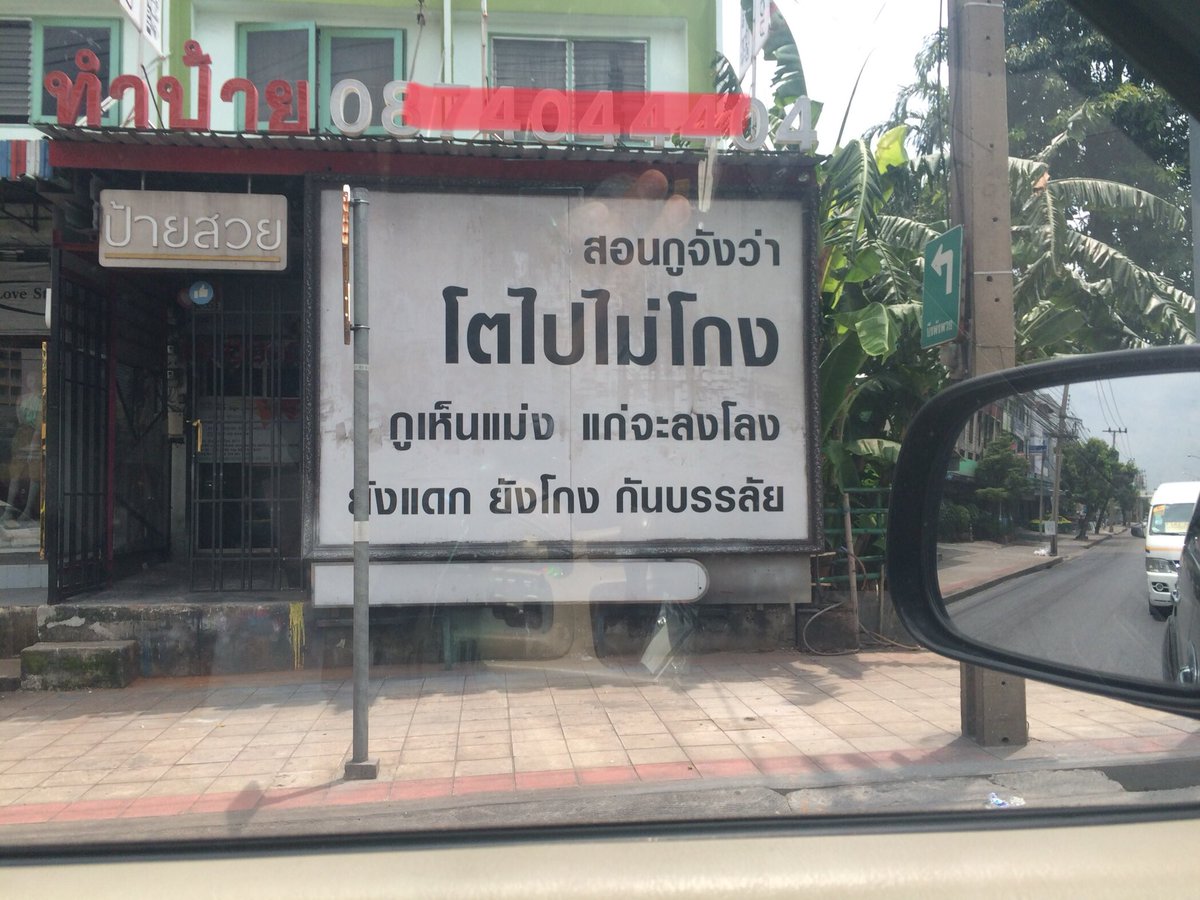 ทำป้าย 08
04
ป้ายสวย
สอนกูจังว่า
โตไปไม่โกง
กูเห็นแม่ง แก่จะลงโลง
ยังแดก ยังโกง กันบรรลัย